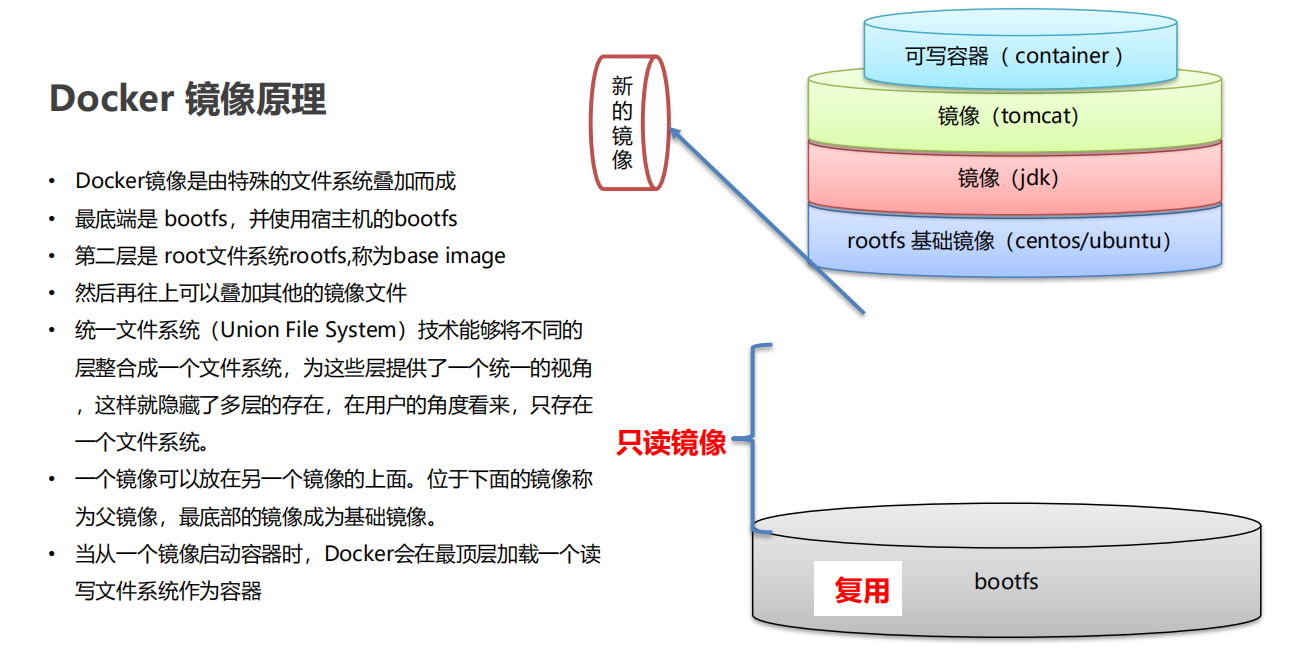 Docker 镜像原理
• Docker镜像是由特殊的文件系统叠加而成
• 最底端是 bootfs，并使用宿主机的bootfs
• 第二层是 root文件系统rootfs,称为base image
• 然后再往上可以叠加其他的镜像文件
• 统一文件系统（Union File System）技术能够将不同的
层整合成一个文件系统，为这些层提供了一个统一的视角
，这样就隐藏了多层的存在，在用户的角度看来，只存在
一个文件系统。
• 一个镜像可以放在另一个镜像的上面。位于下面的镜像称
为父镜像，最底部的镜像成为基础镜像。
• 当从一个镜像启动容器时，Docker会在最顶层加载一个读
写文件系统作为容器
新
的
镜
像
可写容器（ container ）
镜像（tomcat）
镜像（jdk）
rootfs 基础镜像（centos/ubuntu）
只读镜像
复用
bootfs